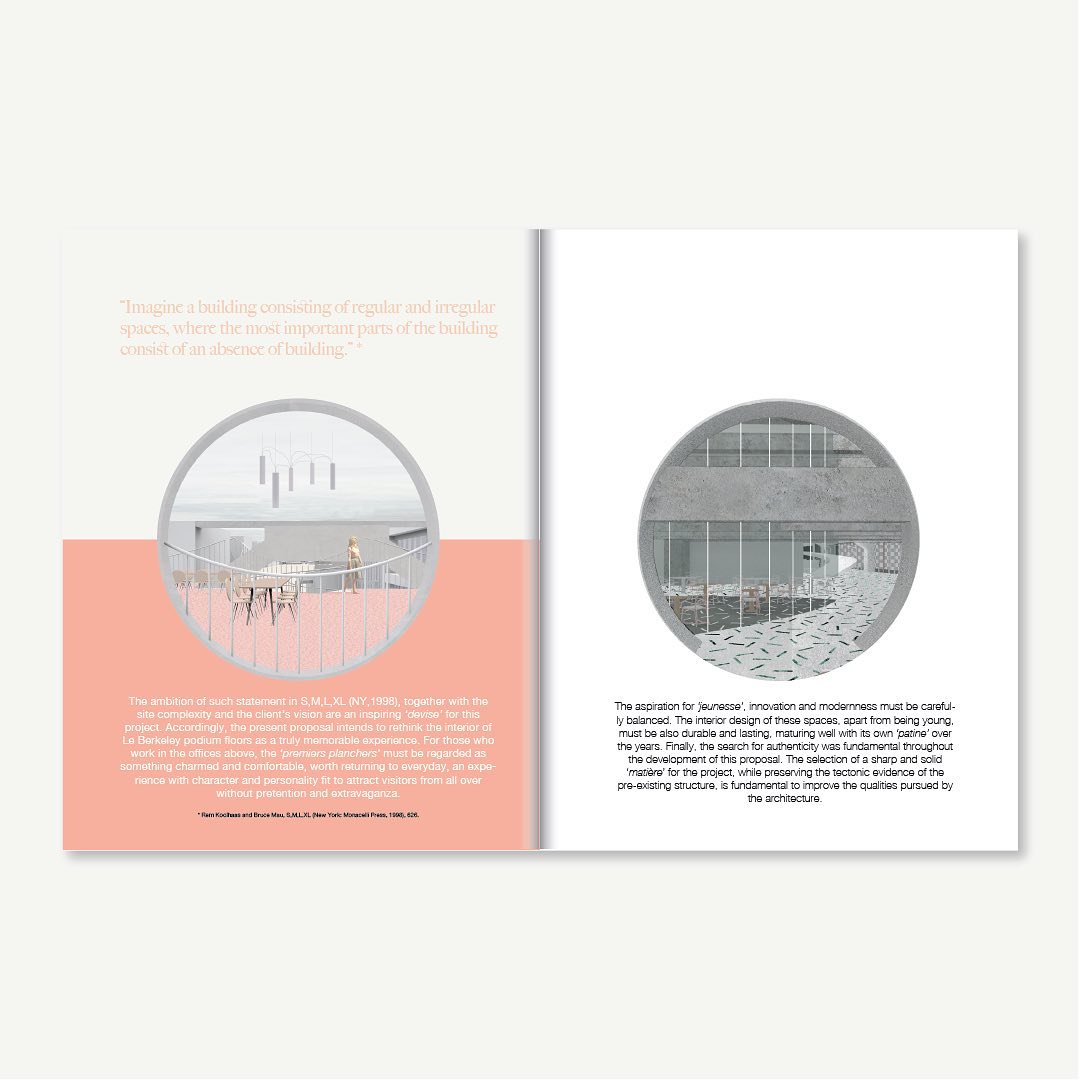 “Imagine a building consisting of regular and irregular
spaces, where the most important parts of the building
consist of an absence of building.” *
The ambition of such statement in S,M,L,XL (NY,1998), together with the
site complexity and the client’s vision are an inspiring ‘devise’ for this
project. Accordingly, the present proposal intends to rethink the interior of
Le Berkeley podium floors as a truly memorable experience. For those who
work in the offices above, the ‘premiers planchers’ must be regarded as
something charmed and comfortable, worth returning to everyday, an expe-
rience with character and personality fit to attract visitors from all over
without pretention and extravaganza.
* Rem Koolhaas and Bruce Mau, S,M,L,XL (New York: Monacelli Press, 1998), 626.
The aspiration for ‘jeunesse’, innovation and modernness must be careful-
ly balanced. The interior design of these spaces, apart from being young,
must be also durable and lasting, maturing well with its own ‘patine’ over
the years. Finally, the search for authenticity was fundamental throughout
the development of this proposal. The selection of a sharp and solid
‘matière’ for the project, while preserving the tectonic evidence of the
pre-existing structure, is fundamental to improve the qualities pursued by
the architecture.